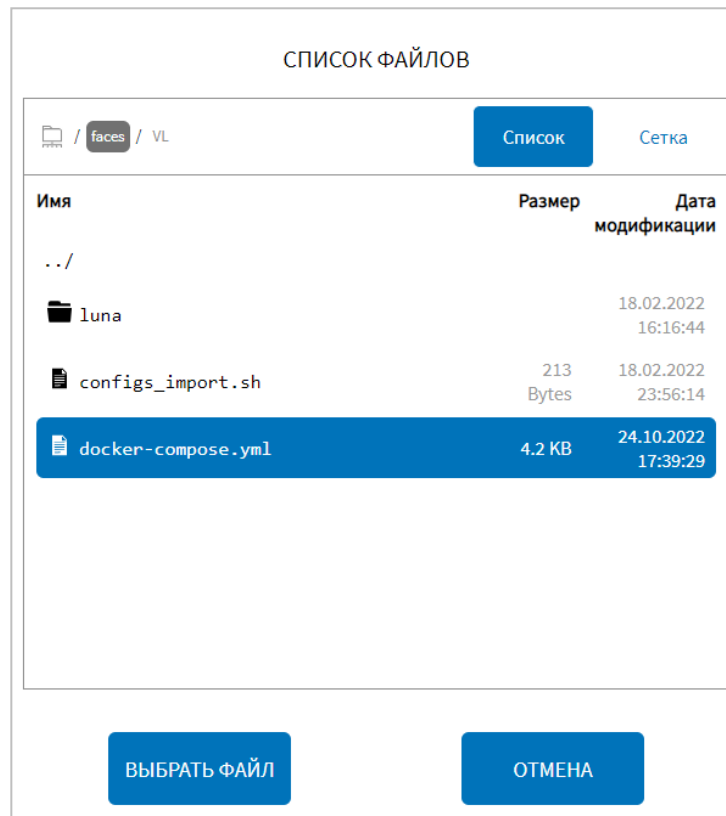 СПИСОК ФАЙЛОВ
/ faces / VL
Список
Сетка
Имя
Размер
Дата модификации
../
luna
18.02.2022
16:16:44
configs_import.sh
213
Bytes
18.02.2022
23:56:14
docker-compose.yml
4.2 KB
24.10.2022
17:39:29
ВЫБРАТЬ ФАЙЛ
ОТМЕНА